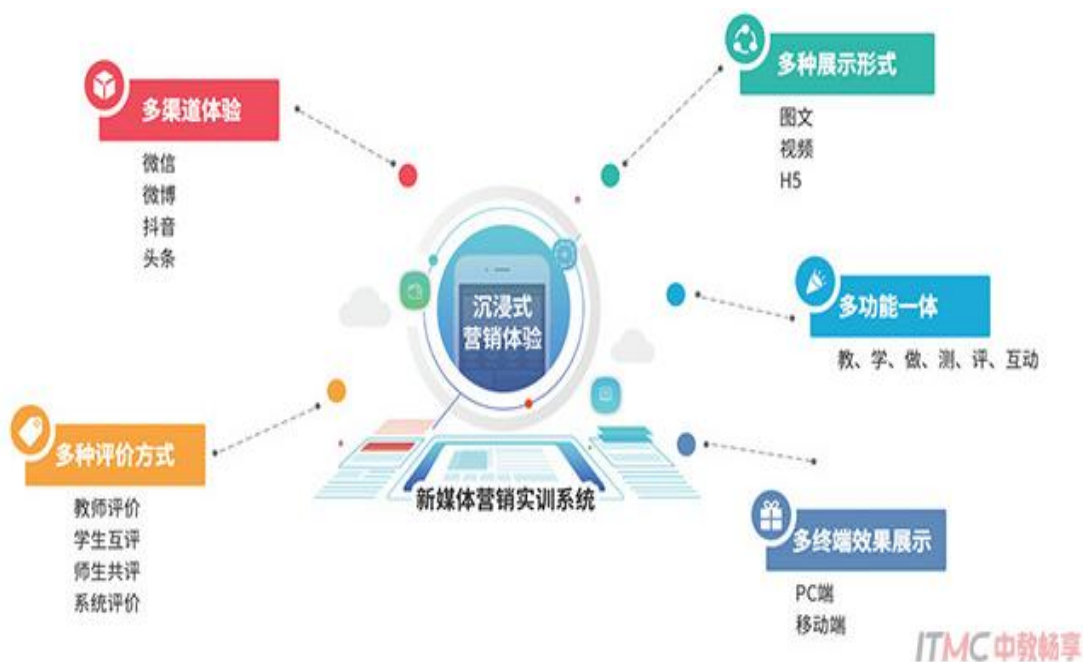 多渠道体验
微信
微博
抖音
头条
多种展示形式
图文
视频
H5
沉浸式
营销体验
多功能一体
教、学、做、测、评、互动
多种评价方式
教师评价
学生互评
师生共评
系统评价
新媒体营销实训系统
多终端效果展示
PC端
移动端
ITMC 中教畅享